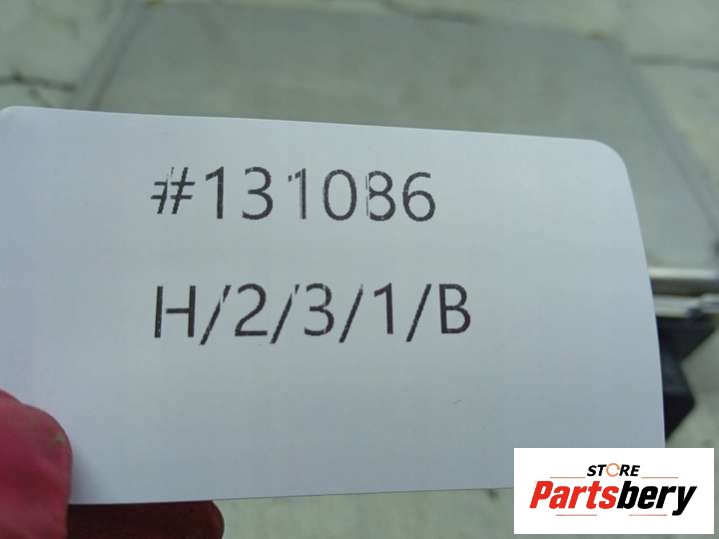 #131086
H/2/3/1/B
STORE
Partsbery